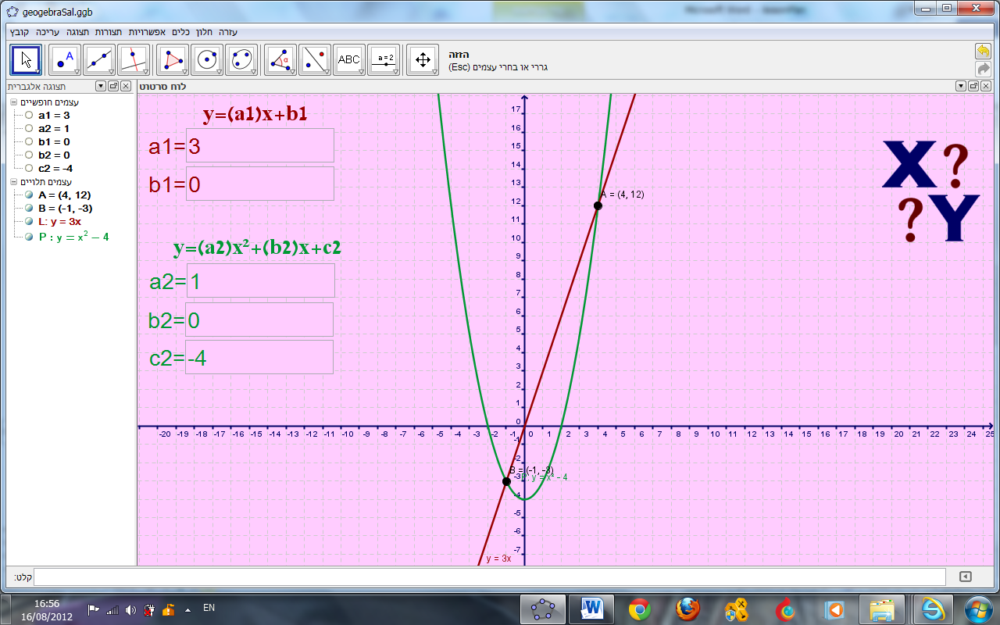 geogebraSal.ggb
קובץ עריכה תצוגה תצורות אפשרויות כלים חלון עזרה
A α ABC a = 2
הזזה
גררי או בחרי עצמים (Esc)
תצוגה אלגברית
לוח סרטוט
עצמים חופשיים
a1 = 3
a2 = 1
b1 = 0
b2 = 0
c2 = -4
עצמים תלויים
A = (4, 12)
B = (-1, -3)
L: y = 3x
P : y = x² − 4
y=(a1)x+b1
a1=3
b1=0
y=(a2)x²+(b2)x+c2
a2=1
b2=0
c2=-4
X?
?Y
17
16
15
14
13
12
11
10
9
8
7
6
5
4
3
2
1
0
-20 -19 -18 -17 -16 -15 -14 -13 -12 -11 -10 -9 -8 -7 -6 -5 -4 -3 -2 -1 0 1 2 3 4 5 6 7 8 9 10 11 12 13 14 15 16 17 18 19 20 21 22 23 24 25
-1
-2
-3
-4
-5
-6
-7
A = (4, 12)
B = (-1, -3)
P: y = x² - 4
y = 3x
קלט:
16:56
16/08/2012
EN